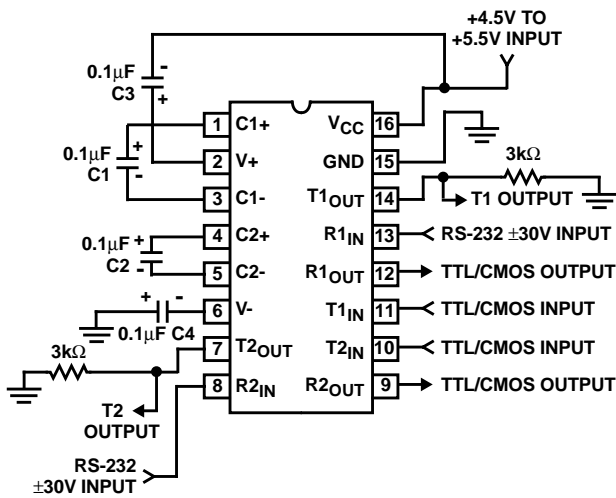 +4.5V TO
+5.5V INPUT
-
0.1μF
C3
+
1 C1+ VCC 16
+
0.1μF
C1
-
2 V+ GND 15
3kΩ
3 C1- T1OUT 14
T1 OUTPUT
+
0.1μF
C2 -
4 C2+ R1IN 13 RS-232 ±30V INPUT
5 C2- R1OUT 12 TTL/CMOS OUTPUT
+ -
0.1μF C4
6 V- T1IN 11 TTL/CMOS INPUT
3kΩ
7 T2OUT T2IN 10 TTL/CMOS INPUT
8 R2IN R2OUT 9 TTL/CMOS OUTPUT
T2
OUTPUT
RS-232
±30V INPUT